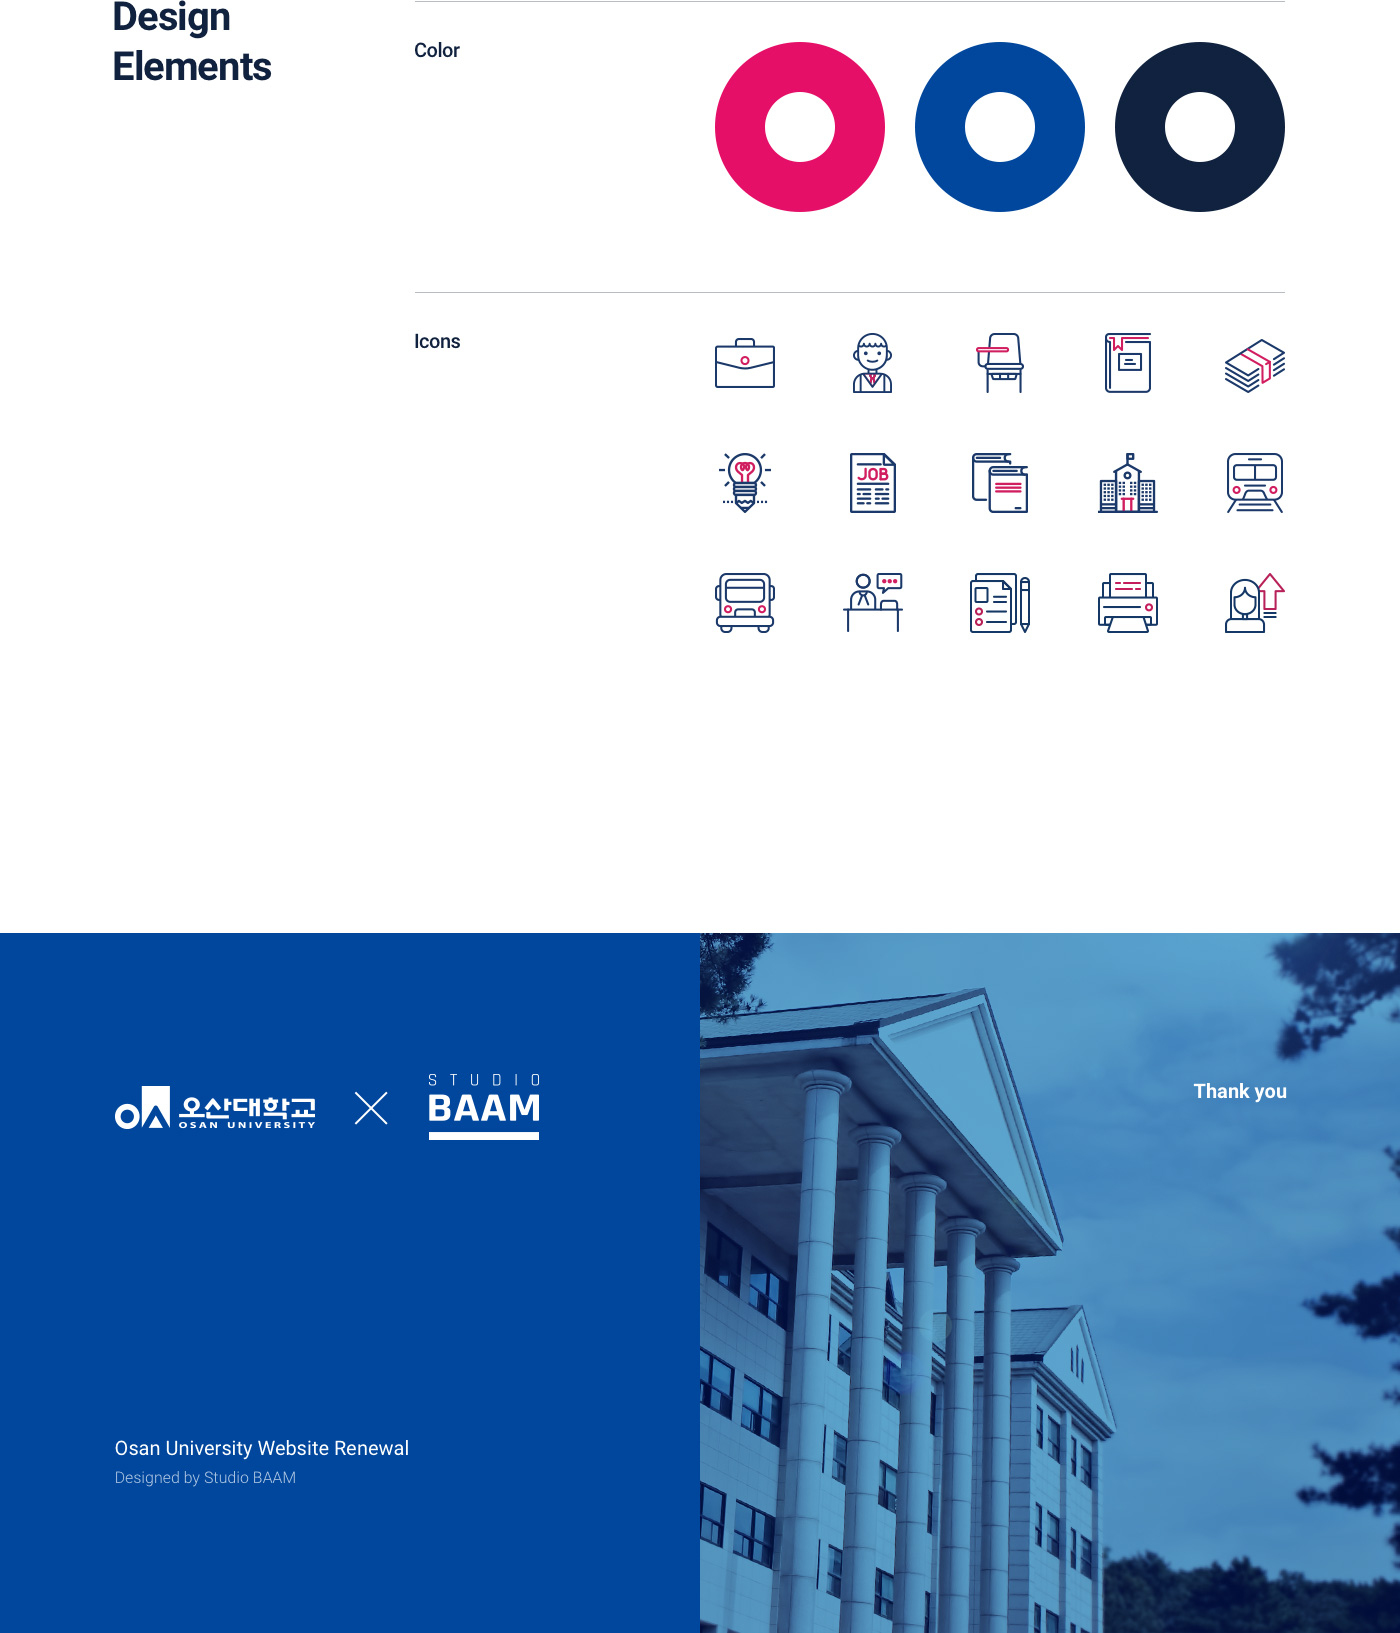 Design
Elements
Color
Icons
JOB
오산대학교
OSAN UNIVERSITY
STUDIO
BAAM
Thank you
Osan University Website Renewal
Designed by Studio BAAM